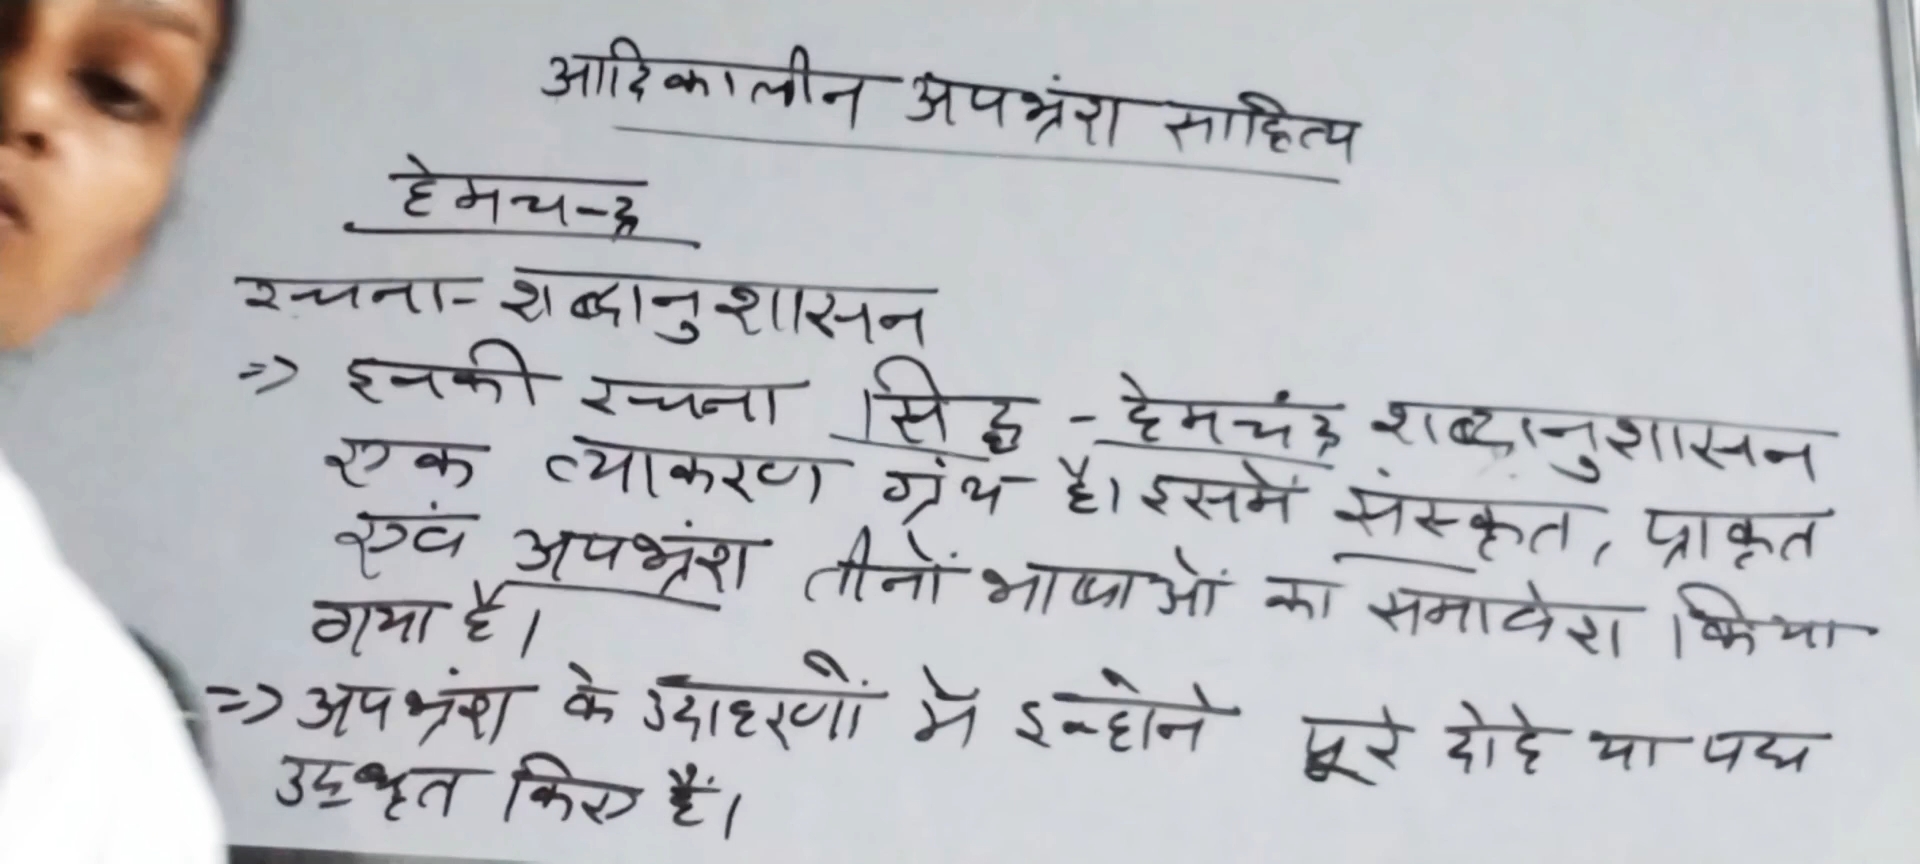 आदिकालीन अपभ्रंश साहित्य
हेमचन्द्र
रचना- शब्दानुशासन
=> इनकी रचना सिद्ध - हेमचंद्र शब्दानुशासन
एक व्याकरण ग्रंथ है। इसमें संस्कृत, प्राकृत
एवं अपभ्रंश तीनों भाषाओं का समावेश किया
गया है।
=> अपभ्रंश के उदाहरणों में इन्होंने पूरे दोहे या पद्य
उद्धृत किए हैं।